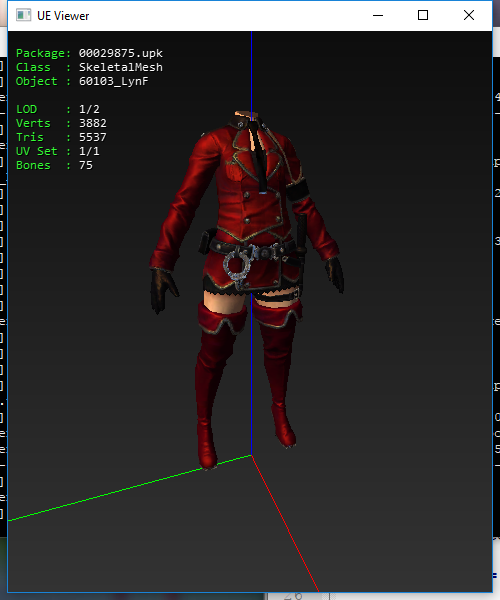 UE Viewer
Package: 00029875.upk
Class  : SkeletalMesh
Object : 60103_LynF
LOD    : 1/2
Verts  : 3882
Tris   : 5537
UV Set : 1/1
Bones  : 75